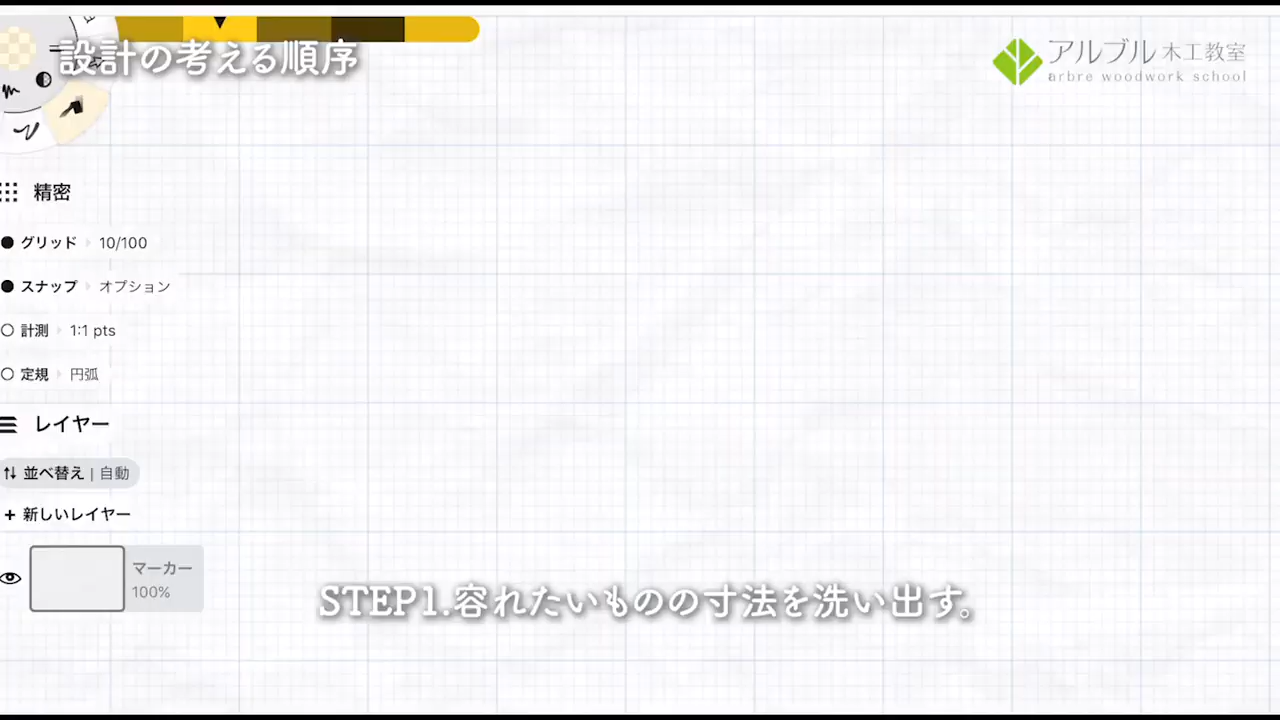 設計の考える順序
アルブル木工教室
arbre woodwork school
精密
グリッド 10/100
スナップ オプション
計測 1:1 pts
定規 円弧
レイヤー
並べ替え | 自動
+ 新しいレイヤー
マーカー
100%
STEP1.容れたいものの寸法を洗い出す。